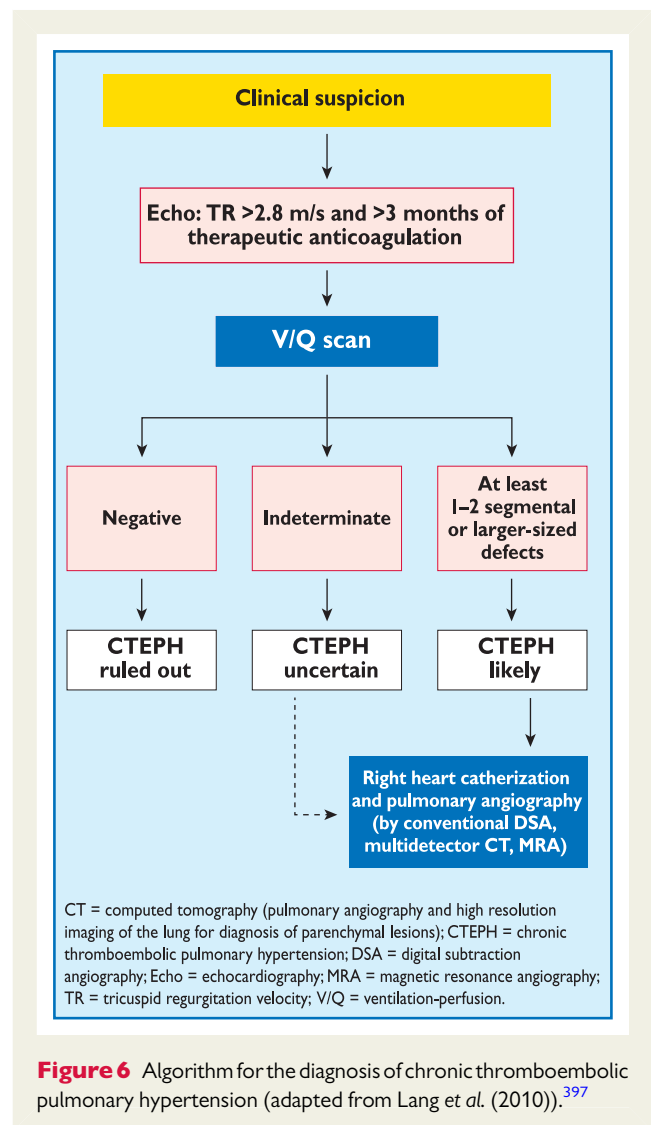 Clinical suspicion
Echo: TR >2.8 m/s and >3 months of
therapeutic anticoagulation
V/Q scan
Negative
Indeterminate
At least
1–2 segmental
or larger-sized
defects
CTEPH
ruled out
CTEPH
uncertain
CTEPH
likely
Right heart catherization
and pulmonary angiography
(by conventional DSA,
multidetector CT, MRA)
CT = computed tomography (pulmonary angiography and high resolution
imaging of the lung for diagnosis of parenchymal lesions); CTEPH = chronic
thromboembolic pulmonary hypertension; DSA = digital subtraction
angiography; Echo = echocardiography; MRA = magnetic resonance angiography;
TR = tricuspid regurgitation velocity; V/Q = ventilation-perfusion.
Figure 6 Algorithm for the diagnosis of chronic thromboembolic
pulmonary hypertension (adapted from Lang et al. (2010)).397